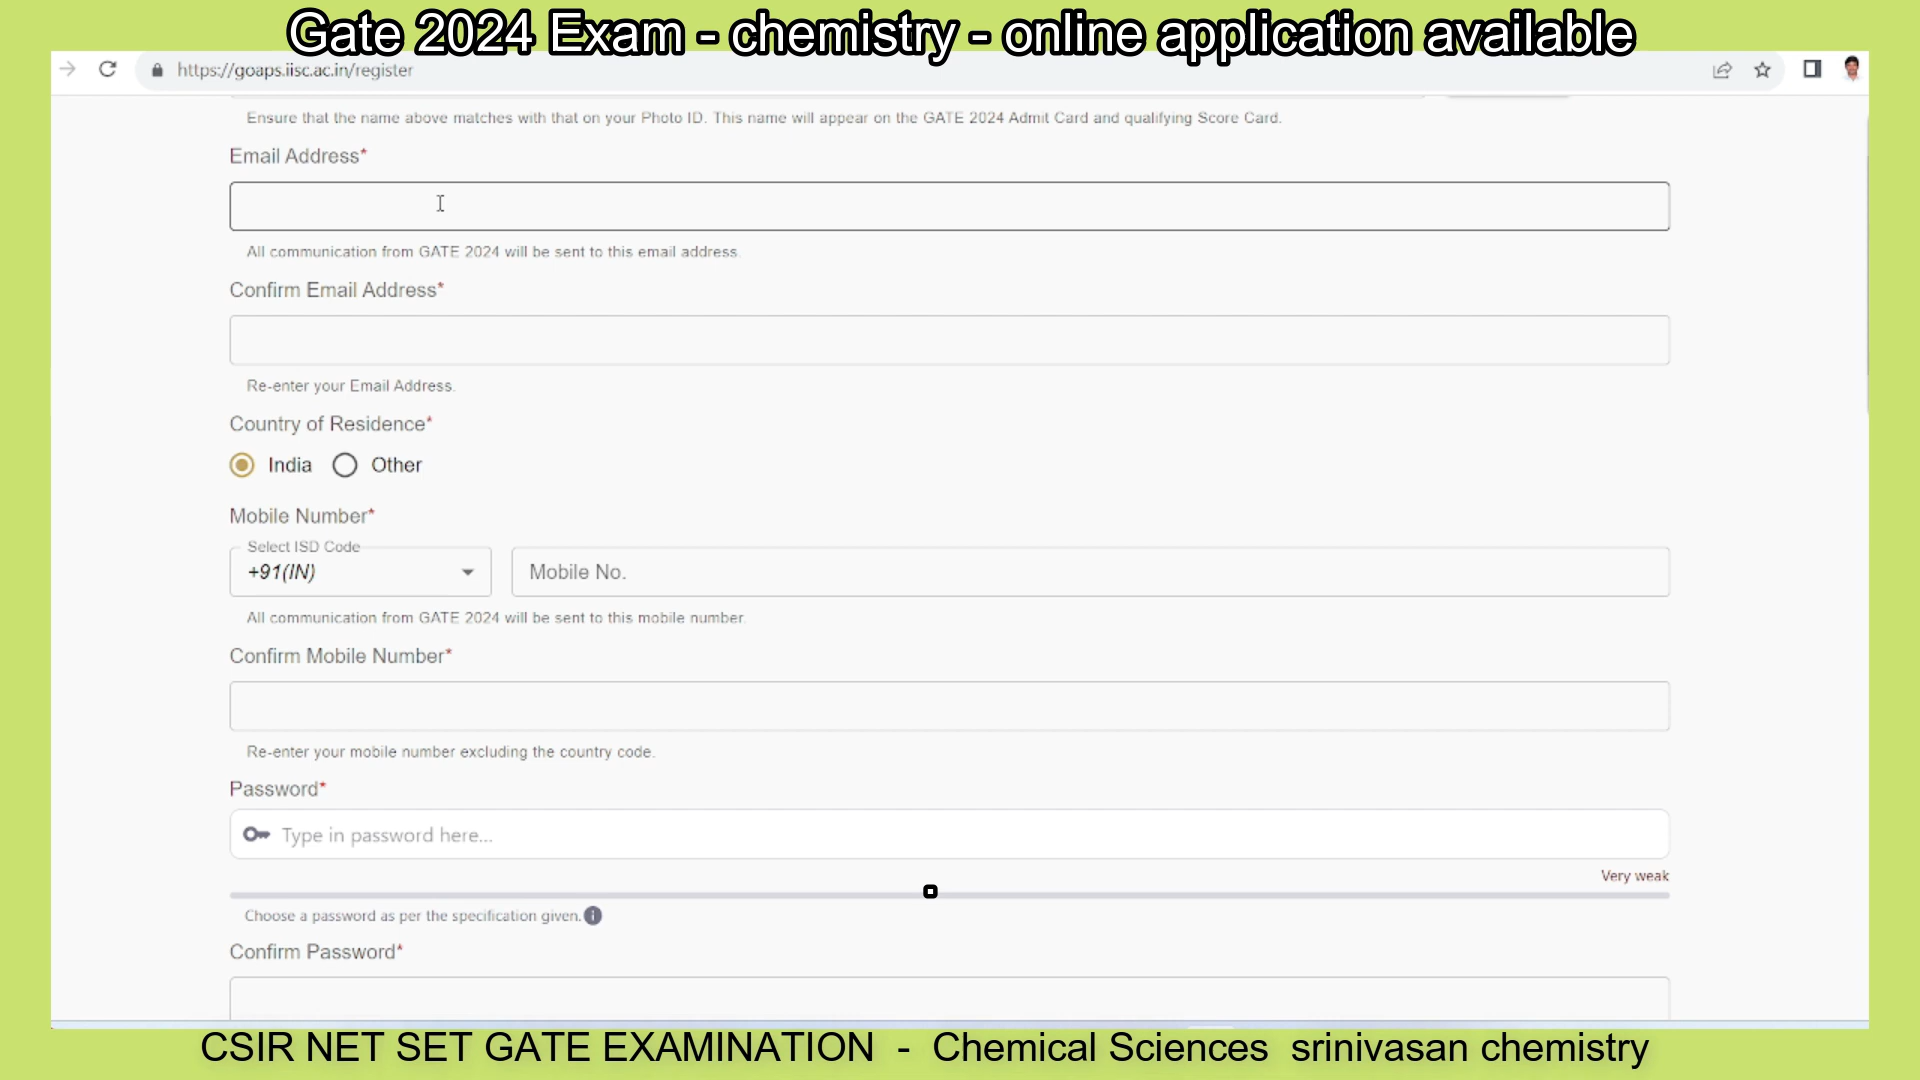 Gate 2024 Exam - chemistry - online application available
https://goaps.iisc.ac.in/register
Ensure that the name above matches with that on your Photo ID. This name will appear on the GATE 2024 Admit Card and qualifying Score Card.
Email Address*
All communication from GATE 2024 will be sent to this email address.
Confirm Email Address*
Re-enter your Email Address.
Country of Residence*
India Other
Mobile Number*
Select ISD Code
+91(IN) Mobile No.
All communication from GATE 2024 will be sent to this mobile number.
Confirm Mobile Number*
Re-enter your mobile number excluding the country code.
Password*
Type in password here...
Very weak
Choose a password as per the specification given.
Confirm Password*
CSIR NET SET GATE EXAMINATION - Chemical Sciences srinivasan chemistry